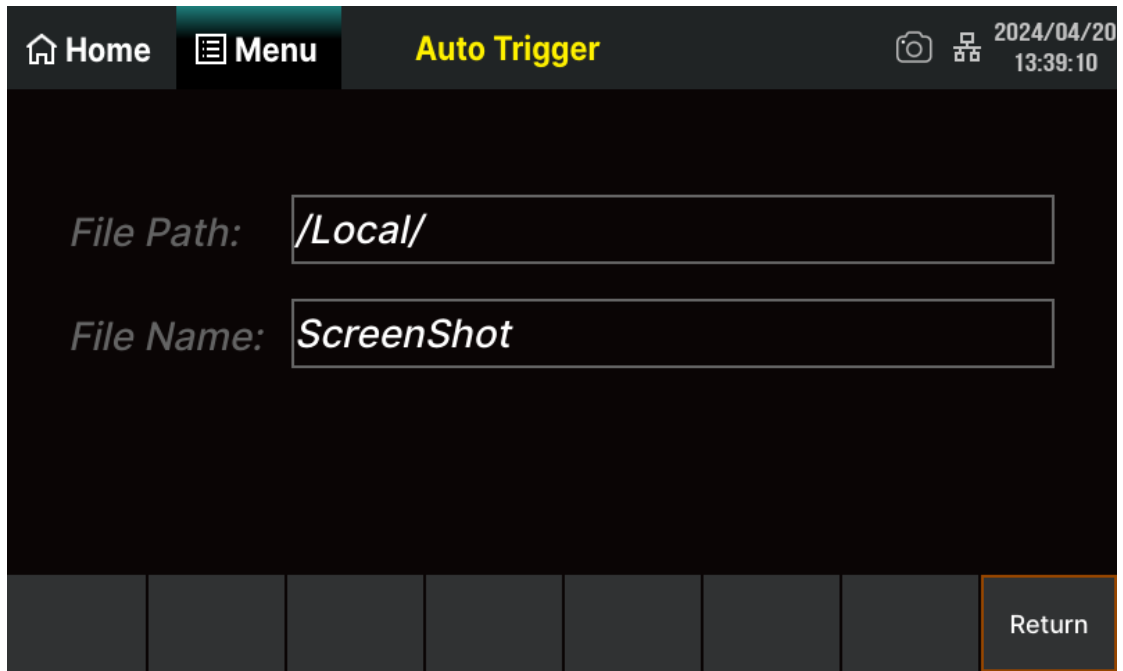 Home Menu Auto Trigger 2024/04/20
13:39:10
File Path: /Local/
File Name: ScreenShot
Return